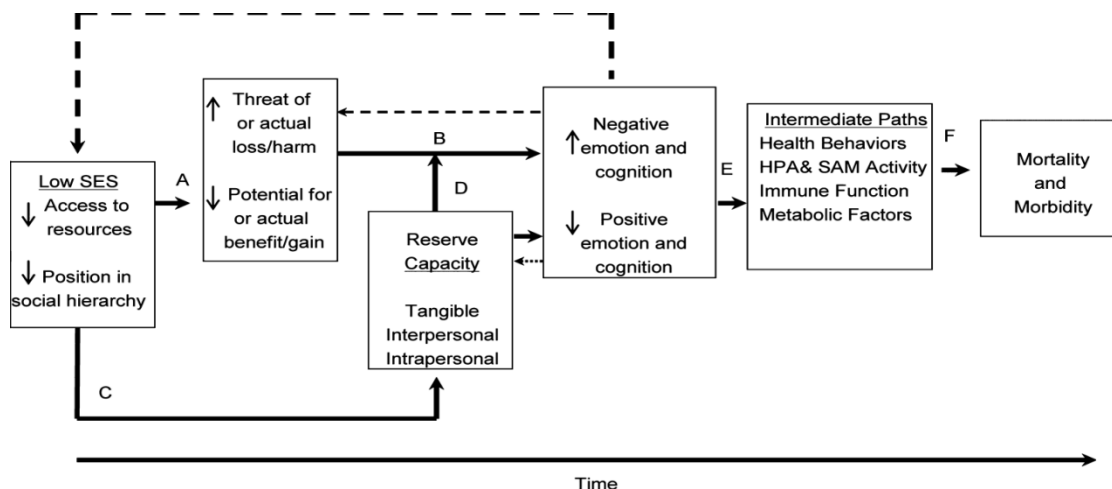 Low SES
↓ Access to
resources
↓ Position in
social hierarchy
A
↑ Threat of
or actual
loss/harm
↓ Potential for
or actual
benefit/gain
B
C
D
Reserve
Capacity
Tangible
Interpersonal
Intrapersonal
Negative
↑ emotion and
cognition
↓ Positive
emotion and
cognition
E
Intermediate Paths
Health Behaviors
HPA& SAM Activity
Immune Function
Metabolic Factors
F
Mortality
and
Morbidity
Time